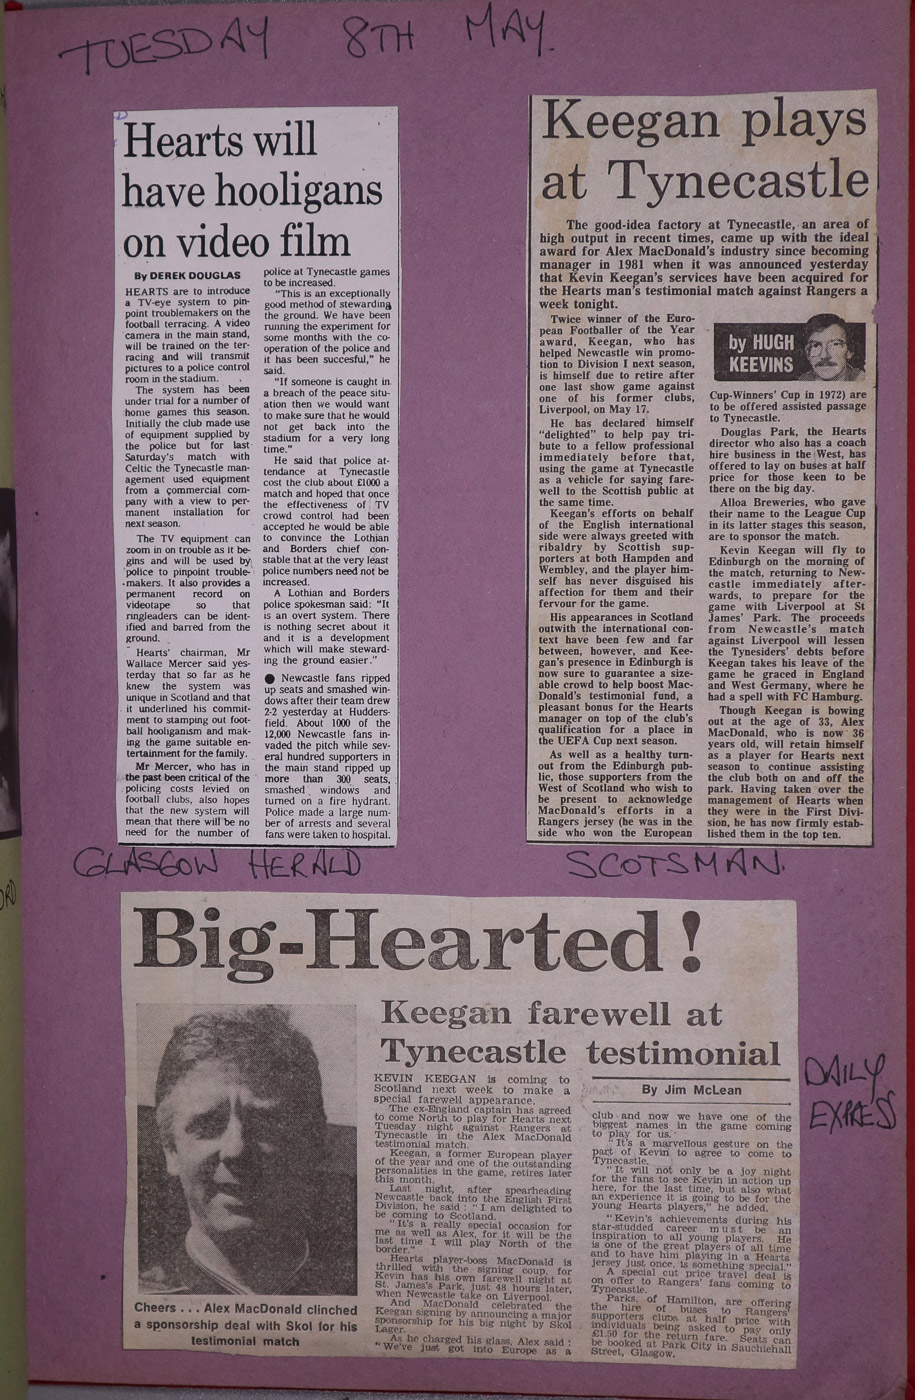 TUESDAY 8TH MAY.
Hearts will
have hooligans
on video film
By DEREK DOUGLAS
HEARTS are to introduce
a TV-eye system to pin-
point troublemakers on the
football terracing. A video
camera in the main stand,
will be trained on the ter-
racing and will transmit
pictures to a police control
room in the stadium.
The system has been
under trial for a number of
home games this season.
Initially the club made use
of equipment supplied by
the police but for last
Saturday's match with
Celtic the Tynecastle man-
agement used equipment
from a commercial com-
pany with a view to per-
manent installation for
next season.
The TV equipment can
zoom in on trouble as it be-
gins and will be used by
police to pinpoint trouble-
makers. It also provides a
permanent record on
videotape so that
ringleaders can be ident-
ified and barred from the
ground.
Hearts' chairman, Mr
Wallace Mercer said yes-
terday that so far as he
knew the system was
unique in Scotland and that
it underlined his commit-
ment to stamping out foot-
ball hooliganism and mak-
ing the game suitable en-
tertainment for the family.
Mr Mercer, who has in
the past been critical of the
policing costs levied on
football clubs, also hopes
that the new system will
mean that there will be no
need for the number of
police at Tynecastle games
to be increased.
"This is an exceptionally
good method of stewarding
the ground. We have been
running the experiment for
some months with the co-
operation of the police and
it has been succesful," he
said.
"If someone is caught in
a breach of the peace situ-
ation then we would want
to make sure that he would
not get back into the
stadium for a very long
time."
He said that police at-
tendance at Tynecastle
cost the club about £1000 a
match and hoped that once
the effectiveness of TV
crowd control had been
accepted he would be able
to convince the Lothian
and Borders chief con-
stable that at the very least
police numbers need not be
increased.
A Lothian and Borders
police spokesman said: "It
is an overt system. There
is nothing secret about it
and it is a development
which will make steward-
ing the ground easier."
● Newcastle fans ripped
up seats and smashed win-
dows after their team drew
2-2 yesterday at Hudders-
field. About 1000 of the
12,000 Newcastle fans in-
vaded the pitch while sev-
eral hundred supporters in
the main stand ripped up
more than 300 seats,
smashed windows and
turned on a fire hydrant.
Police made a large num-
ber of arrests and several
fans were taken to hospital.
GLASGOW HERALD
Keegan plays
at Tynecastle
The good-idea factory at Tynecastle, an area of
high output in recent times, came up with the ideal
award for Alex MacDonald's industry since becoming
manager in 1981 when it was announced yesterday
that Kevin Keegan's services have been acquired for
the Hearts man's testimonial match against Rangers a
week tonight.
Twice winner of the Euro-
pean Footballer of the Year
award, Keegan, who has
helped Newcastle win promo-
tion to Division I next season,
is himself due to retire after
one last show game against
one of his former clubs,
Liverpool, on May 17.
He has declared himself
"delighted" to help pay tri-
bute to a fellow professional
immediately before that,
using the game at Tynecastle
as a vehicle for saying fare-
well to the Scottish public at
the same time.
Keegan's efforts on behalf
of the English international
side were always greeted with
ribaldry by Scottish sup-
porters at both Hampden and
Wembley, and the player him-
self has never disguised his
affection for them and their
fervour for the game.
His appearances in Scotland
outwith the international con-
text have been few and far
between, however, and Kee-
gan's presence in Edinburgh is
now sure to guarantee a size-
able crowd to help boost Mac-
Donald's testimonial fund, a
pleasant bonus for the Hearts
manager on top of the club's
qualification for a place in
the UEFA Cup next season.
As well as a healthy turn-
out from the Edinburgh pub-
lic, those supporters from the
West of Scotland who wish to
be present to acknowledge
MacDonald's efforts in a
Rangers jersey (he was in the
side who won the European
by HUGH
KEEVINS
Cup-Winners' Cup in 1972) are
to be offered assisted passage
to Tynecastle.
Douglas Park, the Hearts
director who also has a coach
hire business in the West, has
offered to lay on buses at half
price for those keen to be
there on the big day.
Alloa Breweries, who gave
their name to the League Cup
in its latter stages this season,
are to sponsor the match.
Kevin Keegan will fly to
Edinburgh on the morning of
the match, returning to New-
castle immediately after-
wards, to prepare for the
game with Liverpool at St
James' Park. The proceeds
from Newcastle's match
against Liverpool will lessen
the Tynesiders' debts before
Keegan takes his leave of the
game he graced in England
and West Germany, where he
had a spell with FC Hamburg.
Though Keegan is bowing
out at the age of 33, Alex
MacDonald, who is now 36
years old, will retain himself
as a player for Hearts next
season to continue assisting
the club both on and off the
park. Having taken over the
management of Hearts when
they were in the First Divi-
sion, he has now firmly estab-
lished them in the top ten.
SCOTSMAN.
Big-Hearted!
Keegan farewell at
Tynecastle testimonial
KEVIN KEEGAN is coming to
Scotland next week to make a
special farewell appearance.
The ex-England captain has agreed
to come North to play for Hearts next
Tuesday night against Rangers at
Tynecastle in the Alex MacDonald
testimonial match.
Keegan, a former European player
of the year and one of the outstanding
personalities in the game, retires later
this month.
Last night, after spearheading
Newcastle back into the English First
Division, he said: "I am delighted to
be coming to Scotland.
"It's a really special occasion for
me as well as Alex, for it will be the
last time I will play North of the
border."
Hearts player-boss MacDonald is
thrilled with the signing coup, for
Kevin has his own farewell night at
St. James's Park, just 48 hours later,
when Newcastle take on Liverpool.
And MacDonald celebrated the
Keegan signing by announcing a major
sponsorship for his big night by Skol
Lager.
As he charged his glass, Alex said:
"We've just got into Europe as a
By Jim McLean
club and now we have one of the
biggest names in the game coming
to play for us.
"It's a marvellous gesture on the
part of Kevin to agree to come to
Tynecastle.
"It will not only be a joy night
for the fans to see Kevin in action up
here, for the last time, but also what
an experience it is going to be for the
young Hearts players," he added.
"Kevin's achievements during his
star-studded career must be an
inspiration to all young players. He
is one of the great players of all time
and to have him playing in a Hearts
jersey just once, is something special."
A special cut price travel deal is
on offer to Rangers' fans coming to
Tynecastle.
Parks, of Hamilton, are offering
the hire of buses to Rangers'
supporters clubs at half price with
individuals being asked to pay only
£1.50 for the return fare. Seats can
be booked at Park City in Sauchiehall
Street, Glasgow.
Cheers . . . Alex MacDonald clinched
a sponsorship deal with Skol for his
testimonial match
DAILY
EXPRESS